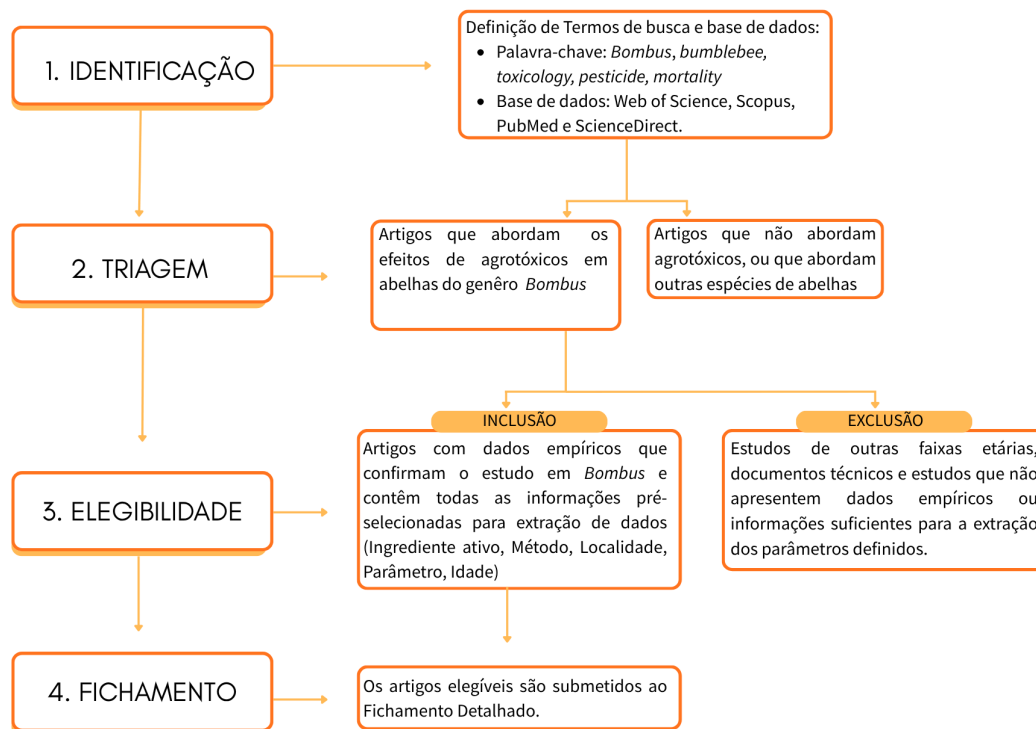 1. IDENTIFICAÇÃO
Definição de Termos de busca e base de dados:
• Palavra-chave: Bombus, bumblebee,
toxicology, pesticide, mortality
• Base de dados: Web of Science, Scopus,
PubMed e ScienceDirect.
2. TRIAGEM
Artigos que abordam os
efeitos de agrotóxicos em
abelhas do genêro Bombus
Artigos que não abordam
agrotóxicos, ou que abordam
outras espécies de abelhas
3. ELEGIBILIDADE
INCLUSÃO
Artigos com dados empíricos que
confirmam o estudo em Bombus e
contêm todas as informações pré-
selecionadas para extração de dados
(Ingrediente ativo, Método, Localidade,
Parâmetro, Idade)
EXCLUSÃO
Estudos de outras faixas etárias,
documentos técnicos e estudos que não
apresentem dados empíricos ou
informações suficientes para a extração
dos parâmetros definidos.
4. FICHAMENTO
Os artigos elegíveis são submetidos ao
Fichamento Detalhado.